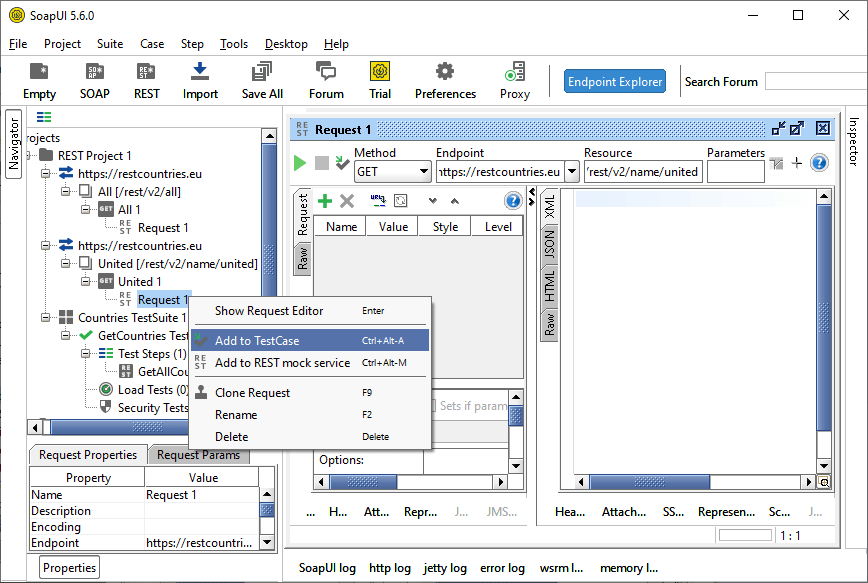 SoapUI 5.6.0
File Project Suite Case Step Tools Desktop Help
Empty SOAP REST Import Save All Forum Trial Preferences Proxy Endpoint Explorer Search Forum
Navigator
rojects
REST Project 1
https://restcountries.eu
All [/rest/v2/all]
GET All 1
REST Request 1
https://restcountries.eu
United [/rest/v2/name/united]
GET United 1
REST Request 1
Countries TestSuite 1
GetCountries Test
Test Steps (1)
REST GetAllCou
Load Tests (0)
Security Tests
Show Request Editor Enter
Add to TestCase Ctrl+Alt-A
REST Add to REST mock service Ctrl+Alt-M
Clone Request F9
Rename F2
Delete Delete
Request Properties Request Params
Property Value
Name Request 1
Description
Encoding
Endpoint https://restcountri...
Properties
REST Request 1
Method Endpoint Resource Parameters
GET https://restcountries.eu /rest/v2/name/united
Request
Raw
Name Value Style Level
Sets if param
Options:
... H... Att... Repr... J... JMS...
XML
JSON
HTML
Raw
Hea... Attach... SS... Represen... Sc... J...
1 : 1
Inspector
SoapUI log http log jetty log error log wsrm l... memory l...